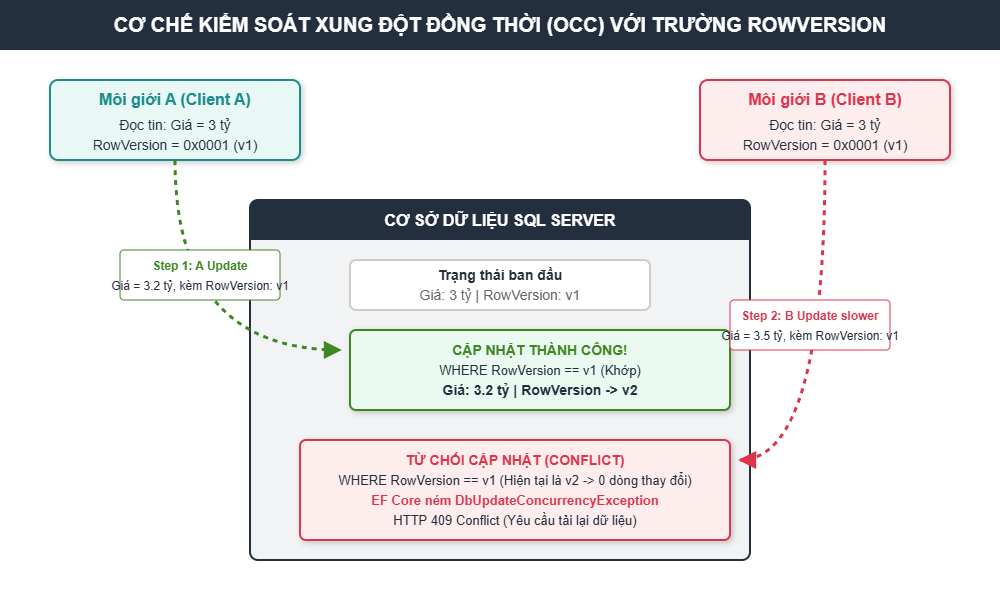 CƠ CHẾ KIỂM SOÁT XUNG ĐỘT ĐỒNG THỜI (OCC) VỚI TRƯỜNG ROWVERSION
Môi giới A (Client A)
Đọc tin: Giá = 3 tỷ
RowVersion = 0x0001 (v1)
Môi giới B (Client B)
Đọc tin: Giá = 3 tỷ
RowVersion = 0x0001 (v1)
CƠ SỞ DỮ LIỆU SQL SERVER
Step 1: A Update
Giá = 3.2 tỷ, kèm RowVersion: v1
Trạng thái ban đầu
Giá: 3 tỷ | RowVersion: v1
Step 2: B Update slower
Giá = 3.5 tỷ, kèm RowVersion: v1
CẬP NHẬT THÀNH CÔNG!
WHERE RowVersion == v1 (Khớp)
Giá: 3.2 tỷ | RowVersion -> v2
TỪ CHỐI CẬP NHẬT (CONFLICT)
WHERE RowVersion == v1 (Hiện tại là v2 -> 0 dòng thay đổi)
EF Core ném DbUpdateConcurrencyException
HTTP 409 Conflict (Yêu cầu tải lại dữ liệu)